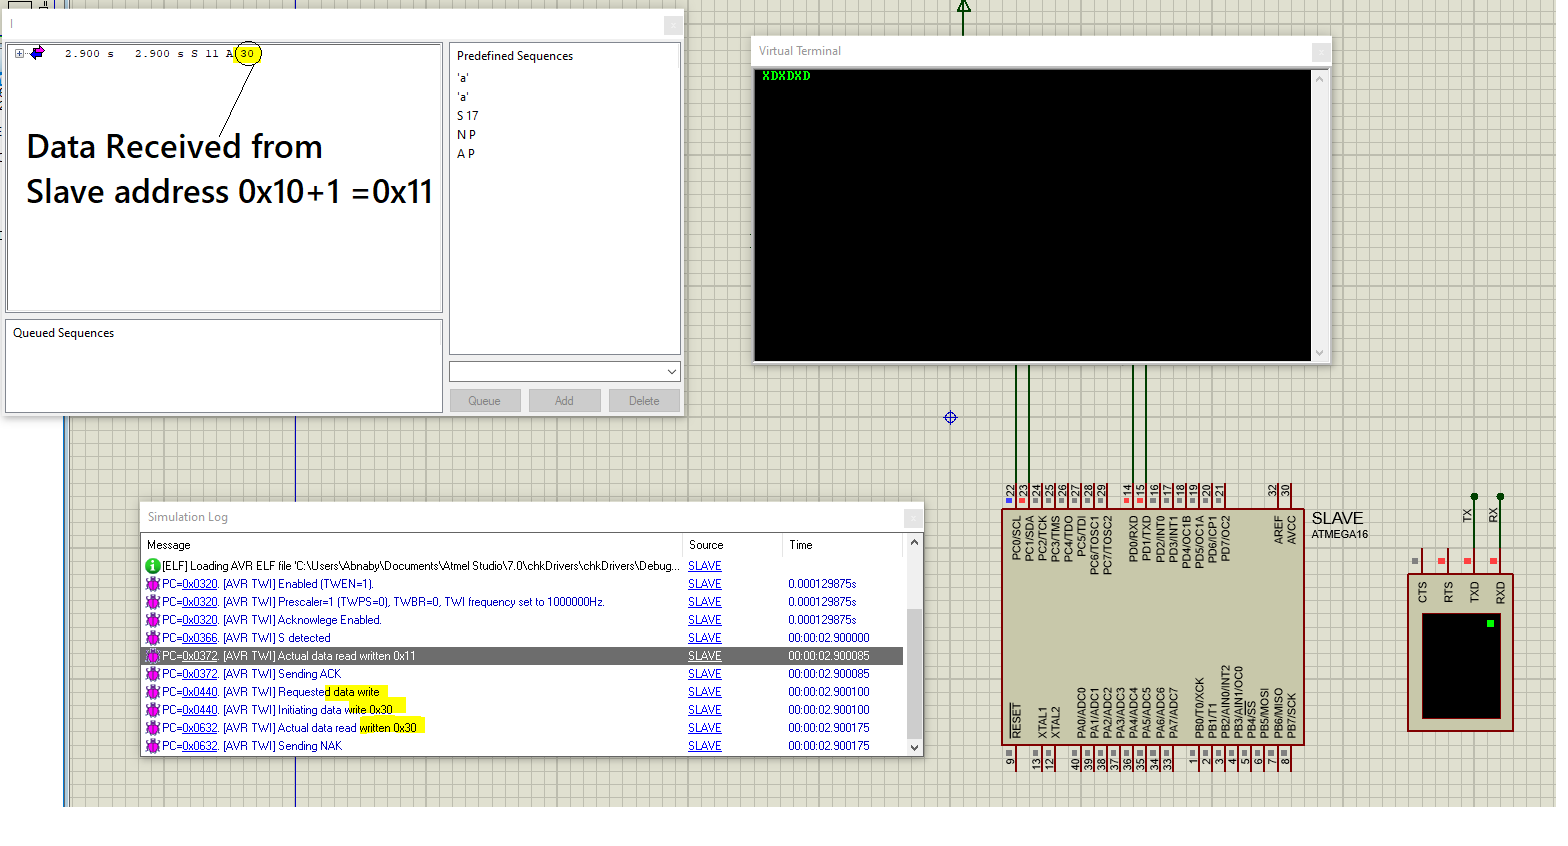 2.900 s 2.900 s S 11 A 30
Data Received from
Slave address 0x10+1 =0x11
Predefined Sequences
'a'
'a'
S 17
N P
A P
Queued Sequences
Queue Add Delete
Virtual Terminal
XDXDXD
Simulation Log
Message Source Time
[ELF] Loading AVR ELF file 'C:\Users\Abnaby\Documents\Atmel Studio\7.0\chkDrivers\chkDrivers\Debug... SLAVE
PC=0x0320. [AVR TWI] Enabled (TWEN=1). SLAVE 0.000129875s
PC=0x0320. [AVR TWI] Prescaler=1 (TWPS=0), TWBR=0, TWI frequency set to 1000000Hz. SLAVE 0.000129875s
PC=0x0320. [AVR TWI] Acknowlege Enabled. SLAVE 0.000129875s
PC=0x0366. [AVR TWI] S detected SLAVE 00:00:02.900000
PC=0x0372. [AVR TWI] Actual data read written 0x11 SLAVE 00:00:02.900085
PC=0x0372. [AVR TWI] Sending ACK SLAVE 00:00:02.900085
PC=0x0440. [AVR TWI] Requested data write SLAVE 00:00:02.900100
PC=0x0440. [AVR TWI] Initiating data write 0x30 SLAVE 00:00:02.900100
PC=0x0632. [AVR TWI] Actual data read written 0x30 SLAVE 00:00:02.900175
PC=0x0632. [AVR TWI] Sending NAK SLAVE 00:00:02.900175
22 23 24 25 26 27 28 29 14 15 16 17 18 19 20 21 32 30
PC0/SCL
PC1/SDA
PC2/TCK
PC3/TMS
PC4/TDO
PC5/TDI
PC6/TOSC1
PC7/TOSC2
PD0/RXD
PD1/TXD
PD2/INT0
PD3/INT1
PD4/OC1B
PD5/OC1A
PD6/ICP1
PD7/OC2
AREF
AVCC
SLAVE
ATMEGA16
RESET
XTAL1
XTAL2
PA0/ADC0
PA1/ADC1
PA2/ADC2
PA3/ADC3
PA4/ADC4
PA5/ADC5
PA6/ADC6
PA7/ADC7
PB0/T0/XCK
PB1/T1
PB2/AIN0/INT2
PB3/AIN1/OC0
PB4/SS
PB5/MOSI
PB6/MISO
PB7/SCK
9 13 12 40 39 38 37 36 35 34 33 1 2 3 4 5 6 7 8
TX
RX
CTS
RTS
TXD
RXD